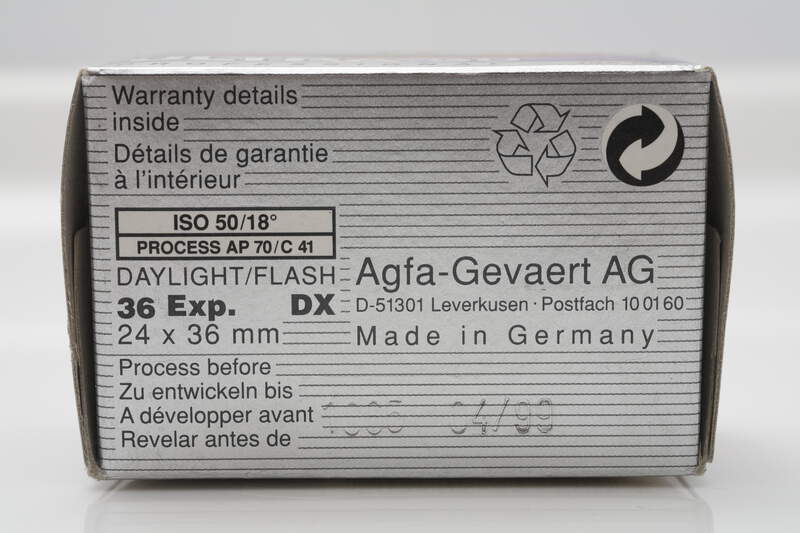 Warranty details
inside
Détails de garantie
à l'intérieur
ISO 50/18°
PROCESS AP 70/C 41
DAYLIGHT/FLASH
36 Exp. DX
24 x 36 mm
Agfa-Gevaert AG
D-51301 Leverkusen · Postfach 10 01 60
Made in Germany
Process before
Zu entwickeln bis
A développer avant
Revelar antes de
04/99